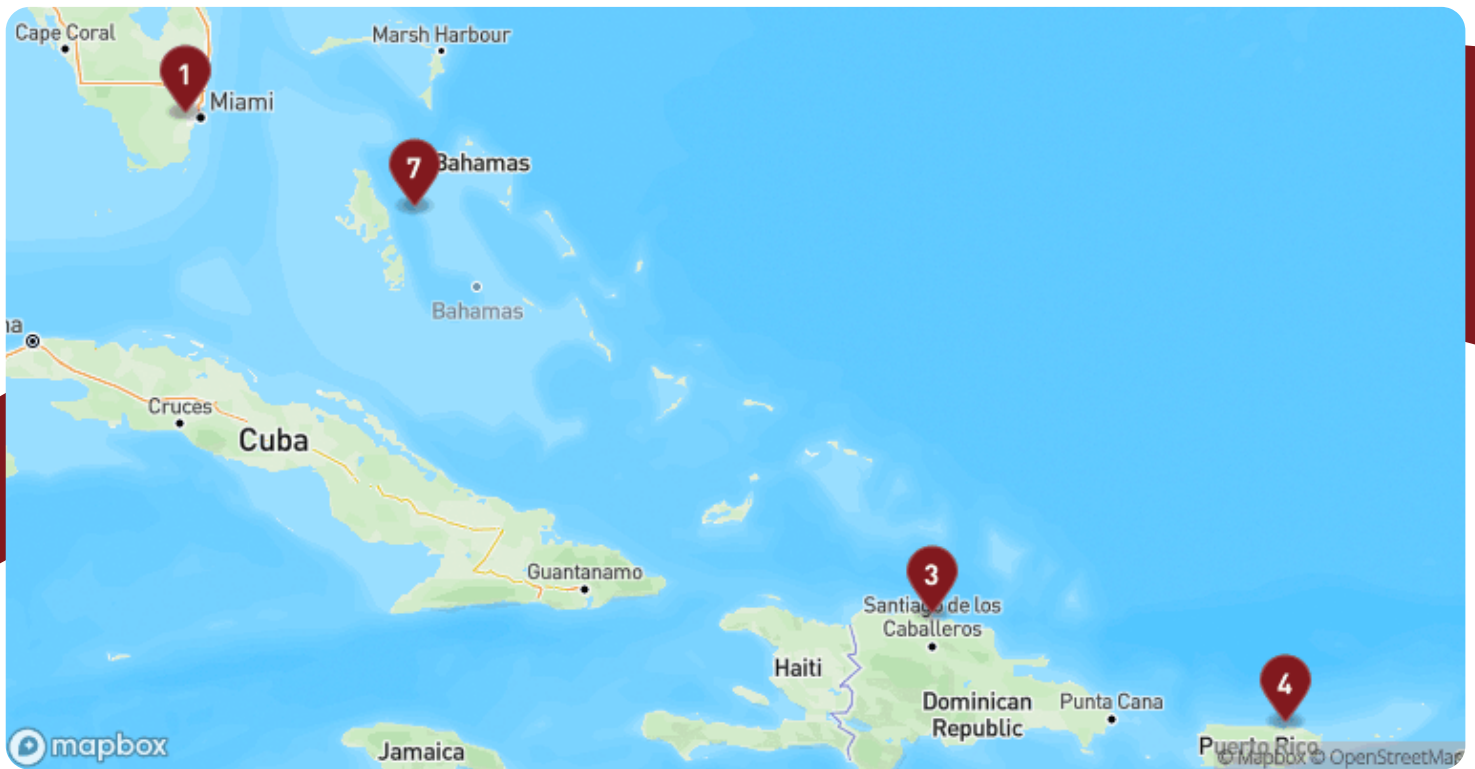 Cape Coral
Marsh Harbour
1
Miami
7
Bahamas
Bahamas
na
Cruces
Cuba
Guantanamo
3
Santiago de los
Caballeros
Haiti
4
Dominican
Republic
Punta Cana
Jamaica
Puerto Rico
mapbox
© Mapbox © OpenStreetMap